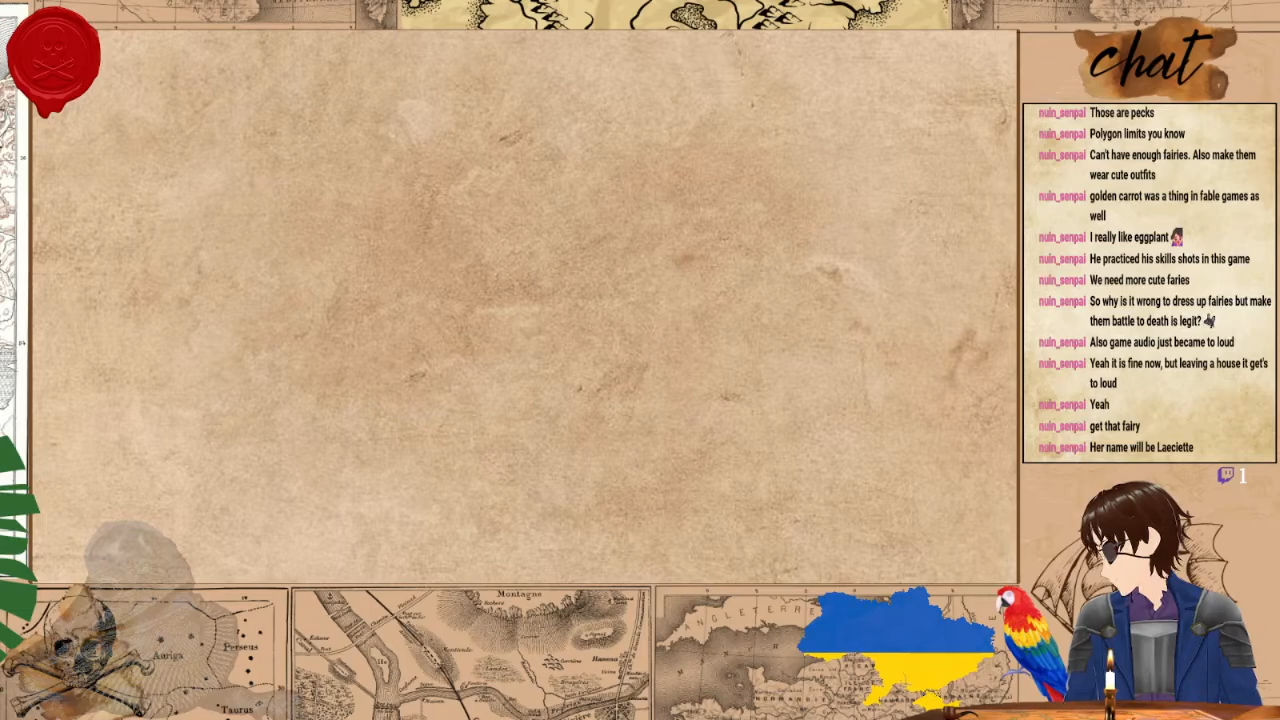 chat
nuin_senpai Those are pecks
nuin_senpai Polygon limits you know
nuin_senpai Can't have enough fairies. Also make them
wear cute outfits
nuin_senpai golden carrot was a thing in fable games as
well
nuin_senpai I really like eggplant
nuin_senpai He practiced his skills shots in this game
nuin_senpai We need more cute faries
nuin_senpai So why is it wrong to dress up fairies but make
them battle to death is legit?
nuin_senpai Also game audio just became to loud
nuin_senpai Yeah it is fine now, but leaving a house it get's
to loud
nuin_senpai Yeah
nuin_senpai get that fairy
nuin_senpai Her name will be Laeciette
1
Montagne
ANGLETERRE
Auriga
Perseus
Taurus